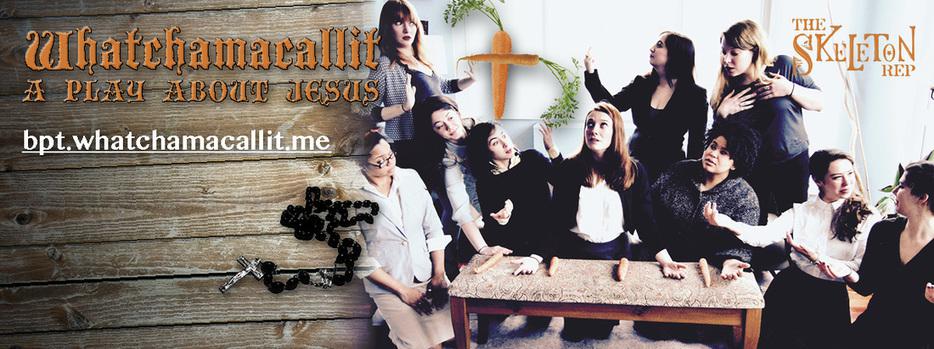 Whatchamacallit
A PLAY ABOUT JESUS
bpt.whatchamacallit.me
THE
SKELETON
REP